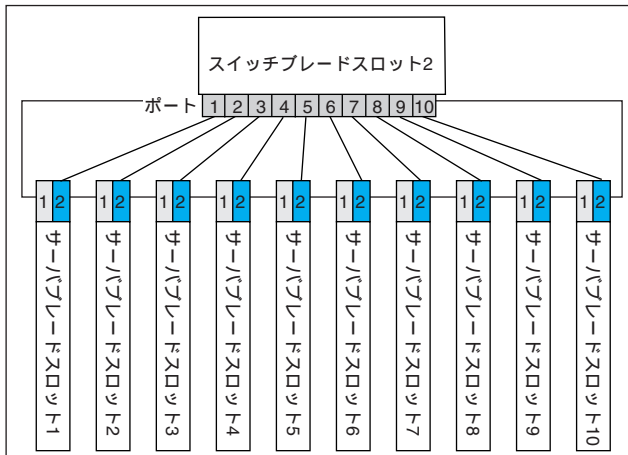 スイッチブレードスロット2
ポート 1 2 3 4 5 6 7 8 9 10
1 2 1 2 1 2 1 2 1 2 1 2 1 2 1 2 1 2 1 2
サーバブレードスロット1
サーバブレードスロット2
サーバブレードスロット3
サーバブレードスロット4
サーバブレードスロット5
サーバブレードスロット6
サーバブレードスロット7
サーバブレードスロット8
サーバブレードスロット9
サーバブレードスロット10